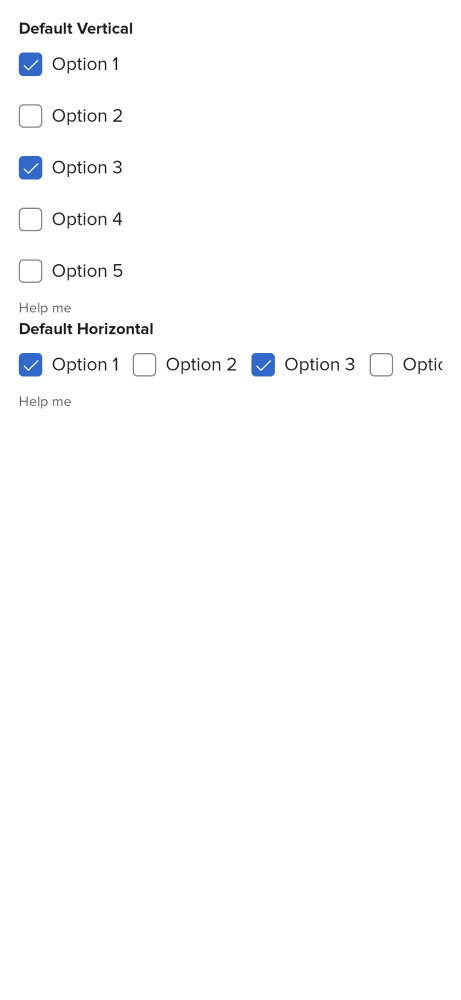 Default Vertical
Option 1
Option 2
Option 3
Option 4
Option 5
Help me
Default Horizontal
Option 1 Option 2 Option 3
Help me